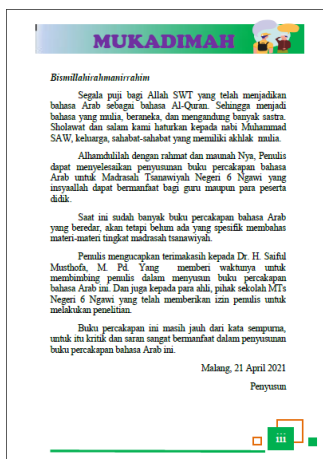 MUKADIMAH
Bismillahirahmanirrahim
Segala puji bagi Allah SWT yang telah menjadikan
bahasa Arab sebagai bahasa Al-Quran. Sehingga menjadi
bahasa yang mulia, beraneka, dan mengandung banyak sastra.
Sholawat dan salam kami haturkan kepada nabi Muhammad
SAW, keluarga, sahabat-sahabat yang memiliki akhlak mulia.
Alhamdulilah dengan rahmat dan maunah Nya, Penulis
dapat menyelesaikan penyusunan buku percakapan bahasa
Arab untuk Madrasah Tsanawiyah Negeri 6 Ngawi yang
insyaallah dapat bermanfaat bagi guru maupun para peserta
didik.
Saat ini sudah banyak buku percakapan bahasa Arab
yang beredar, akan tetapi belum ada yang spesifik membahas
materi-materi tingkat madrasah tsanawiyah.
Penulis mengucapkan terimakasih kepada Dr. H. Saiful
Musthofa, M. Pd. Yang memberi waktunya untuk
membimbing penulis dalam menyusun buku percakapan
bahasa Arab ini. Dan juga kepada para ahli, pihak sekolah MTs
Negeri 6 Ngawi yang telah memberikan izin penulis untuk
melakukan penelitian.
Buku percakapan ini masih jauh dari kata sempurna,
untuk itu kritik dan saran sangat bermanfaat dalam penyusunan
buku percakapan bahasa Arab ini.
Malang, 21 April 2021
Penyusun
iii